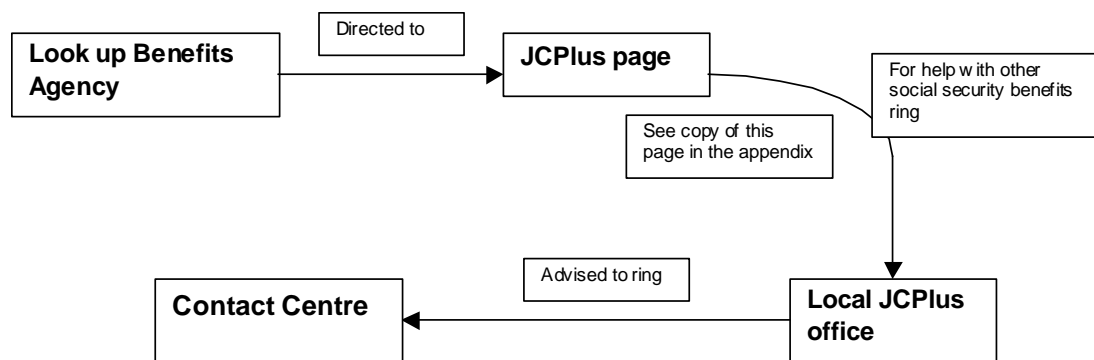 Directed to
Look up Benefits
Agency
JCPlus page
For help with other
social security benefits
ring
See copy of this
page in the appendix
Advised to ring
Contact Centre
Local JCPlus
office